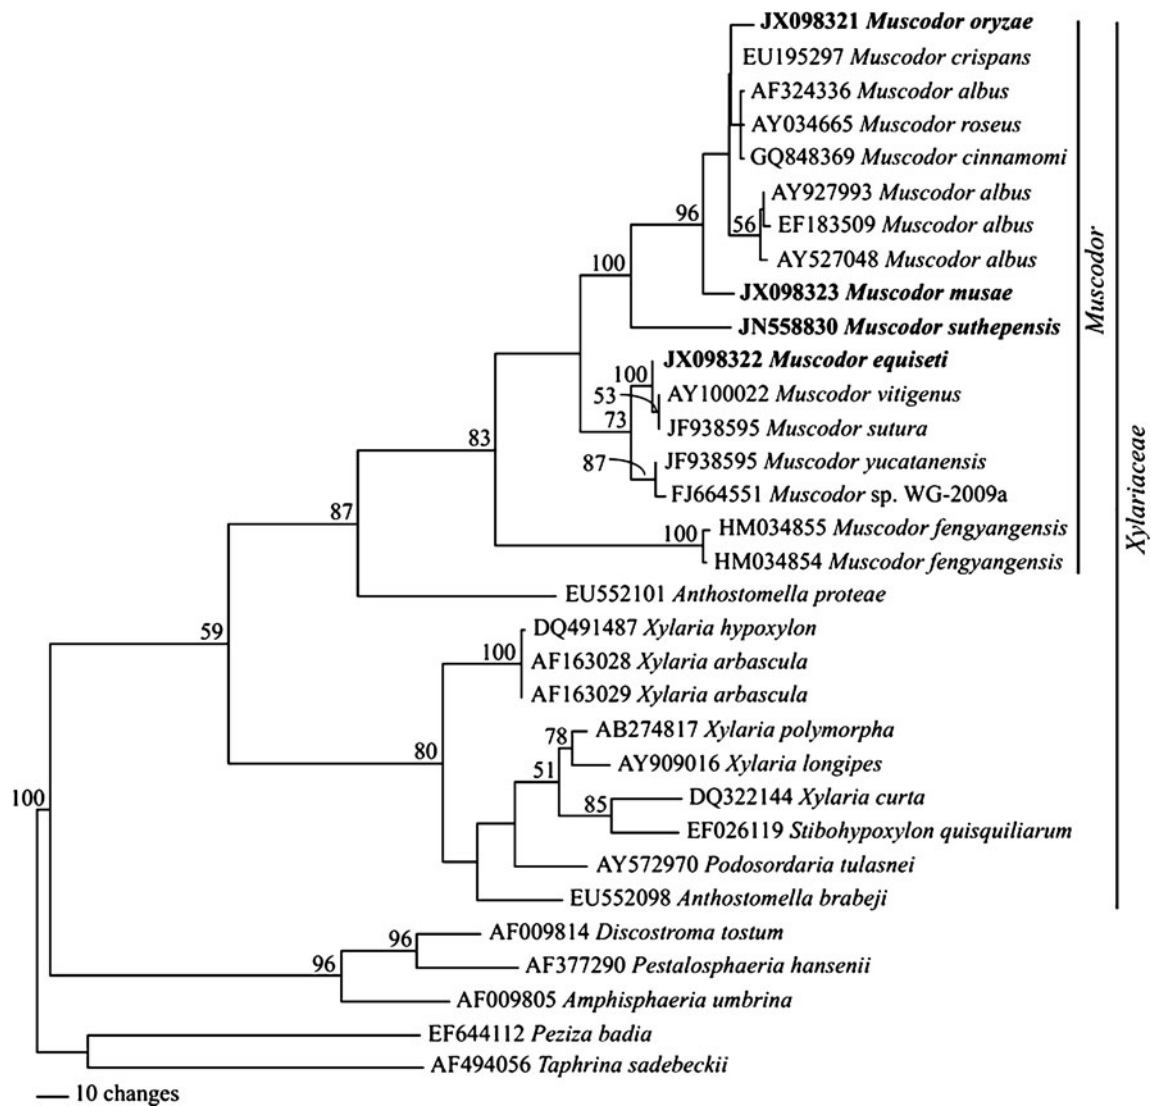 JX098321 Muscodor oryzae
EU195297 Muscodor crispans
AF324336 Muscodor albus
AY034665 Muscodor roseus
GQ848369 Muscodor cinnamomi
AY927993 Muscodor albus
96
56
EF183509 Muscodor albus
AY527048 Muscodor albus
100
JX098323 Muscodor musae
JN558830 Muscodor suthepensis
Muscodor
JX098322 Muscodor equiseti
100
AY100022 Muscodor vitigenus
53
73
JF938595 Muscodor sutura
83
87
JF938595 Muscodor yucatanensis
FJ664551 Muscodor sp. WG-2009a
Xylariaceae
87
100
HM034855 Muscodor fengyangensis
HM034854 Muscodor fengyangensis
EU552101 Anthostomella proteae
59
DQ491487 Xylaria hypoxylon
100
AF163028 Xylaria arbascula
AF163029 Xylaria arbascula
80
78
AB274817 Xylaria polymorpha
51
AY909016 Xylaria longipes
100
85
DQ322144 Xylaria curta
EF026119 Stibohypoxylon quisquiliarum
AY572970 Podosordaria tulasnei
EU552098 Anthostomella brabeji
96
AF009814 Discostroma tostum
96
AF377290 Pestalosphaeria hansenii
AF009805 Amphisphaeria umbrina
EF644112 Peziza badia
AF494056 Taphrina sadebeckii
10 changes